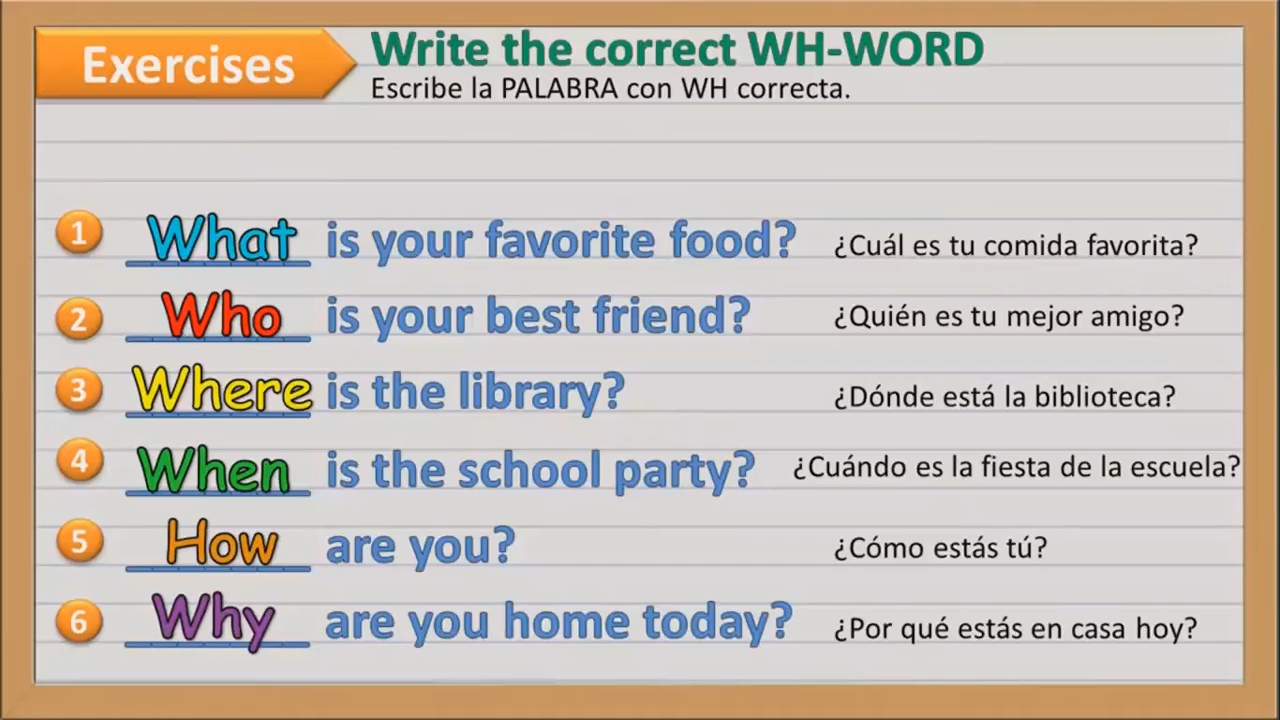 Exercises
Write the correct WH-WORD
Escribe la PALABRA con WH correcta.
1 What is your favorite food? ¿Cuál es tu comida favorita?
2 Who is your best friend? ¿Quién es tu mejor amigo?
3 Where is the library? ¿Dónde está la biblioteca?
4 When is the school party? ¿Cuándo es la fiesta de la escuela?
5 How are you? ¿Cómo estás tú?
6 Why are you home today? ¿Por qué estás en casa hoy?